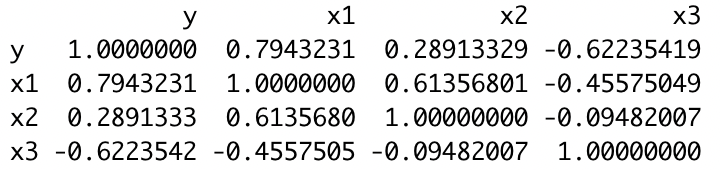 y x1 x2 x3
y 1.0000000 0.7943231 0.28913329 -0.62235419
x1 0.7943231 1.0000000 0.61356801 -0.45575049
x2 0.2891333 0.6135680 1.00000000 -0.09482007
x3 -0.6223542 -0.4557505 -0.09482007 1.00000000